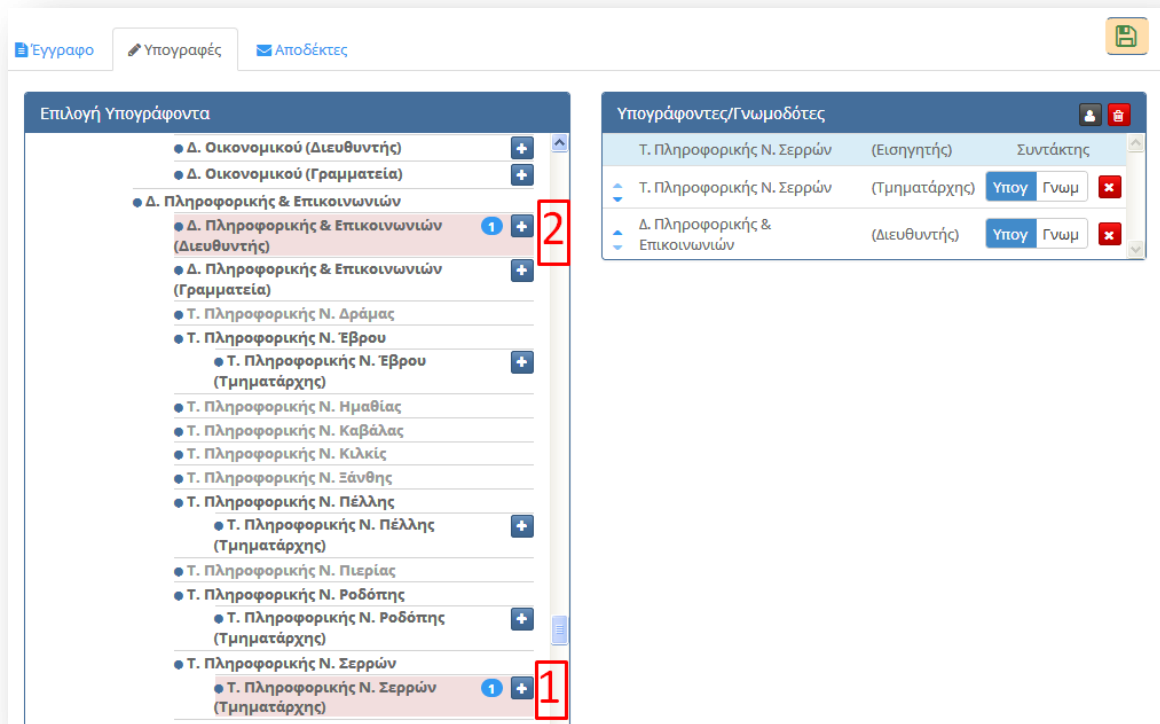 Έγγραφο
Υπογραφές
Αποδέκτες
Επιλογή Υπογράφοντα
Δ. Οικονομικού (Διευθυντής)
Δ. Οικονομικού (Γραμματεία)
Δ. Πληροφορικής & Επικοινωνιών
Δ. Πληροφορικής & Επικοινωνιών 1
(Διευθυντής)
2
Δ. Πληροφορικής & Επικοινωνιών
(Γραμματεία)
Τ. Πληροφορικής Ν. Δράμας
Τ. Πληροφορικής Ν. Έβρου
Τ. Πληροφορικής Ν. Έβρου
(Τμηματάρχης)
Τ. Πληροφορικής Ν. Ημαθίας
Τ. Πληροφορικής Ν. Καβάλας
Τ. Πληροφορικής Ν. Κιλκίς
Τ. Πληροφορικής Ν. Ξάνθης
Τ. Πληροφορικής Ν. Πέλλης
Τ. Πληροφορικής Ν. Πέλλης
(Τμηματάρχης)
Τ. Πληροφορικής Ν. Πιερίας
Τ. Πληροφορικής Ν. Ροδόπης
Τ. Πληροφορικής Ν. Ροδόπης
(Τμηματάρχης)
Τ. Πληροφορικής Ν. Σερρών
Τ. Πληροφορικής Ν. Σερρών 1
(Τμηματάρχης)
1
Υπογράφοντες/Γνωμοδότες
Τ. Πληροφορικής Ν. Σερρών (Εισηγητής) Συντάκτης
Τ. Πληροφορικής Ν. Σερρών (Τμηματάρχης) Υπογ Γνωμ
Δ. Πληροφορικής &
Επικοινωνιών (Διευθυντής) Υπογ Γνωμ